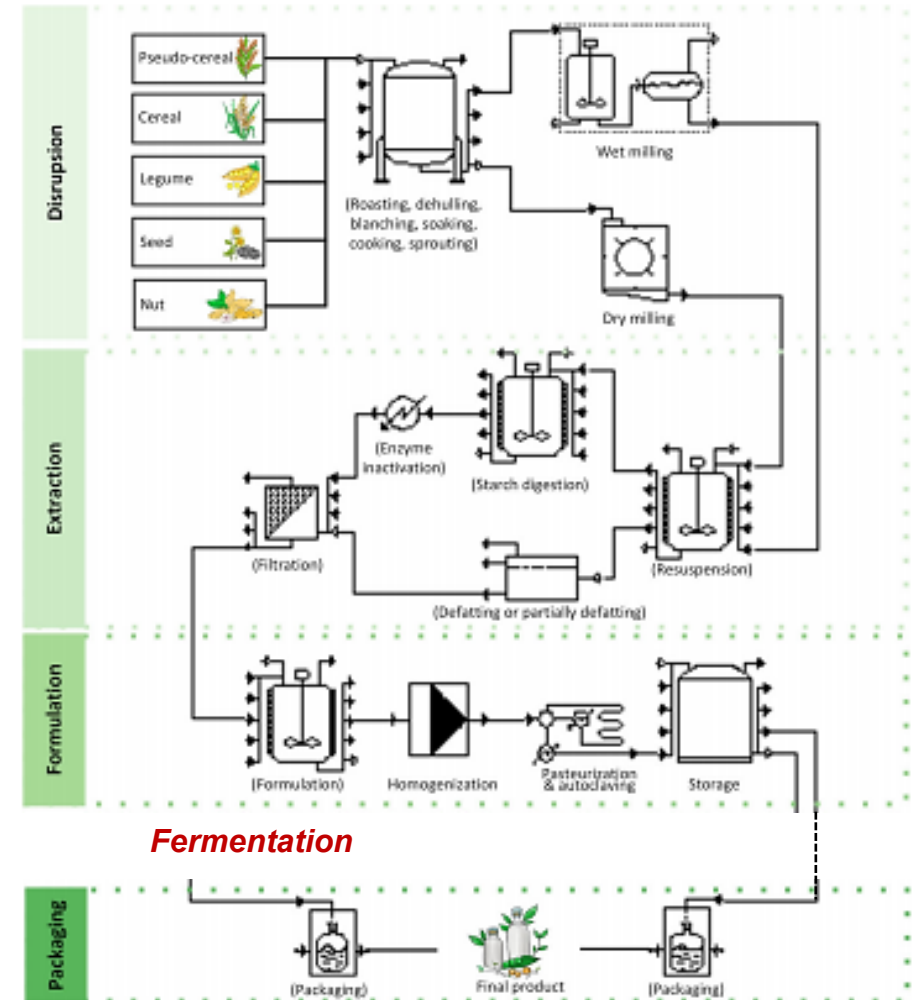 Disrupsion
Pseudo-cereal
Cereal
Legume
Seed
Nut
(Roasting, dehulling,
blanching, soaking,
cooking, sprouting)
Wet milling
Dry milling
Extraction
(Starch digestion)
(Enzyme
inactivation)
(Filtration)
(Resuspension)
(Defatting or partially defatting)
Formulation
(Formulation)
Homogenization
Pasteurization
& autoclaving
Storage
Fermentation
Packaging
(Packaging)
Final product
(Packaging)